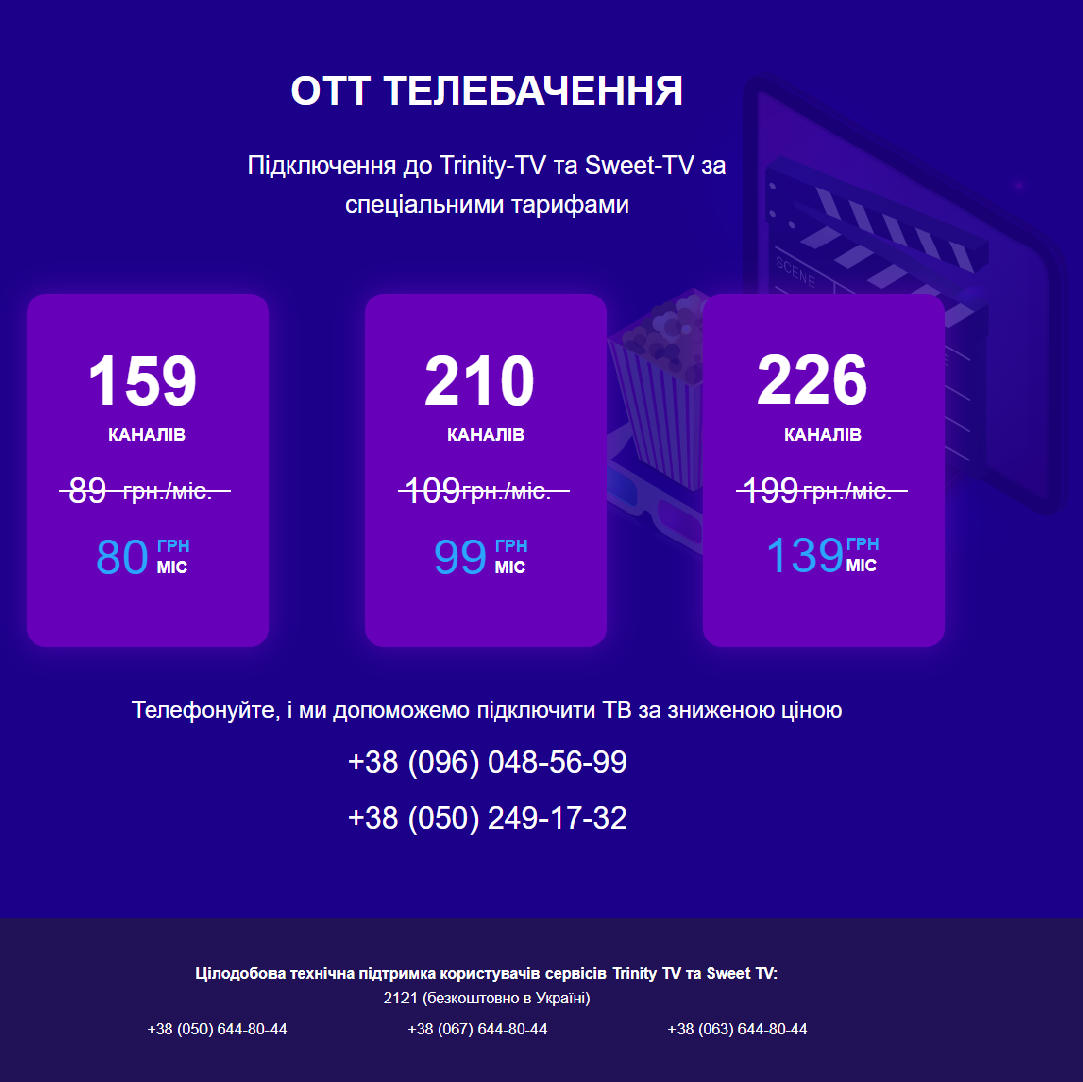 ОТТ ТЕЛЕБАЧЕННЯ
Підключення до Trinity-TV та Sweet-TV за
спеціальними тарифами
SCENE
159
КАНАЛІВ
89 грн./міс.
80 ГРН
МІС
210
КАНАЛІВ
109грн./міс.
99 ГРН
МІС
226
КАНАЛІВ
199 грн./міс.
139 ГРН
МІС
Телефонуйте, і ми допоможемо підключити ТВ за зниженою ціною
+38 (096) 048-56-99
+38 (050) 249-17-32
Цілодобова технічна підтримка користувачів сервісів Trinity TV та Sweet TV:
2121 (безкоштовно в Україні)
+38 (050) 644-80-44
+38 (067) 644-80-44
+38 (063) 644-80-44